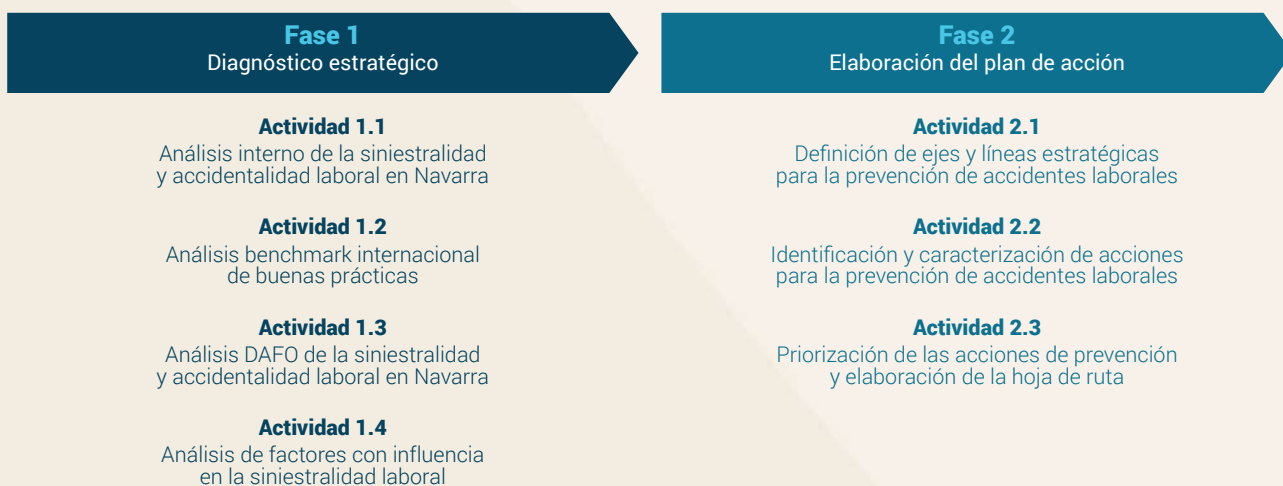 Fase 1
Diagnóstico estratégico
Actividad 1.1
Análisis interno de la siniestralidad
y accidentalidad laboral en Navarra
Actividad 1.2
Análisis benchmark internacional
de buenas prácticas
Actividad 1.3
Análisis DAFO de la siniestralidad
y accidentalidad laboral en Navarra
Actividad 1.4
Análisis de factores con influencia
en la siniestralidad laboral
Fase 2
Elaboración del plan de acción
Actividad 2.1
Definición de ejes y líneas estratégicas
para la prevención de accidentes laborales
Actividad 2.2
Identificación y caracterización de acciones
para la prevención de accidentes laborales
Actividad 2.3
Priorización de las acciones de prevención
y elaboración de la hoja de ruta